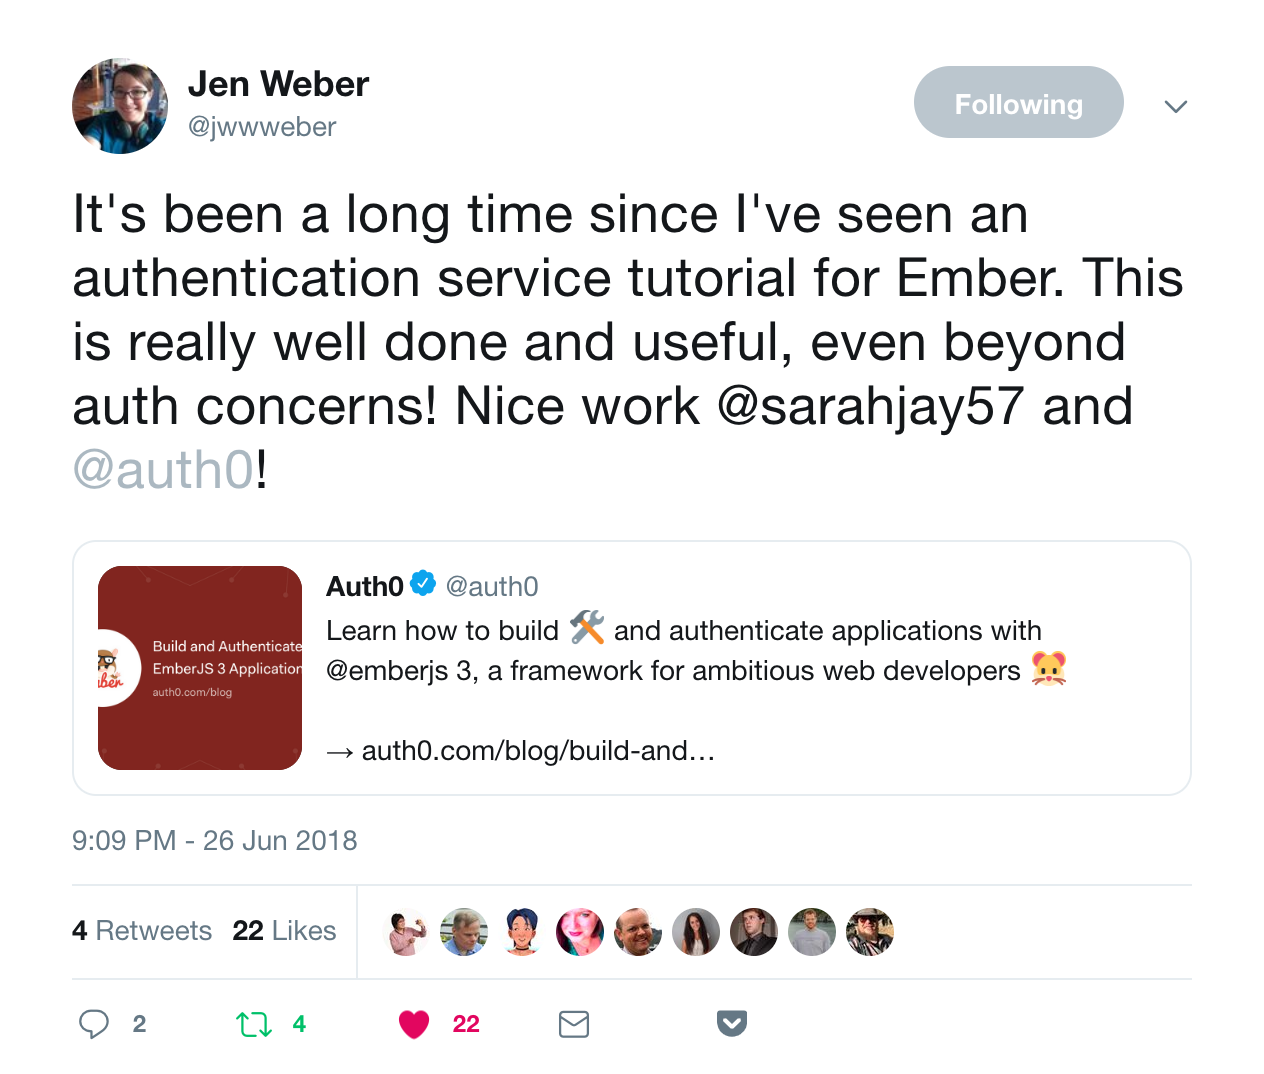 Jen Weber
@jwwweber
Following
It's been a long time since I've seen an
authentication service tutorial for Ember. This
is really well done and useful, even beyond
auth concerns! Nice work @sarahjay57 and
@auth0!
Build and Authenticate
EmberJS 3 Application
auth0.com/blog
ber
Auth0 @auth0
Learn how to build 🛠 and authenticate applications with
@emberjs 3, a framework for ambitious web developers 🐹
→ auth0.com/blog/build-and…
9:09 PM - 26 Jun 2018
4 Retweets 22 Likes
2 4 22